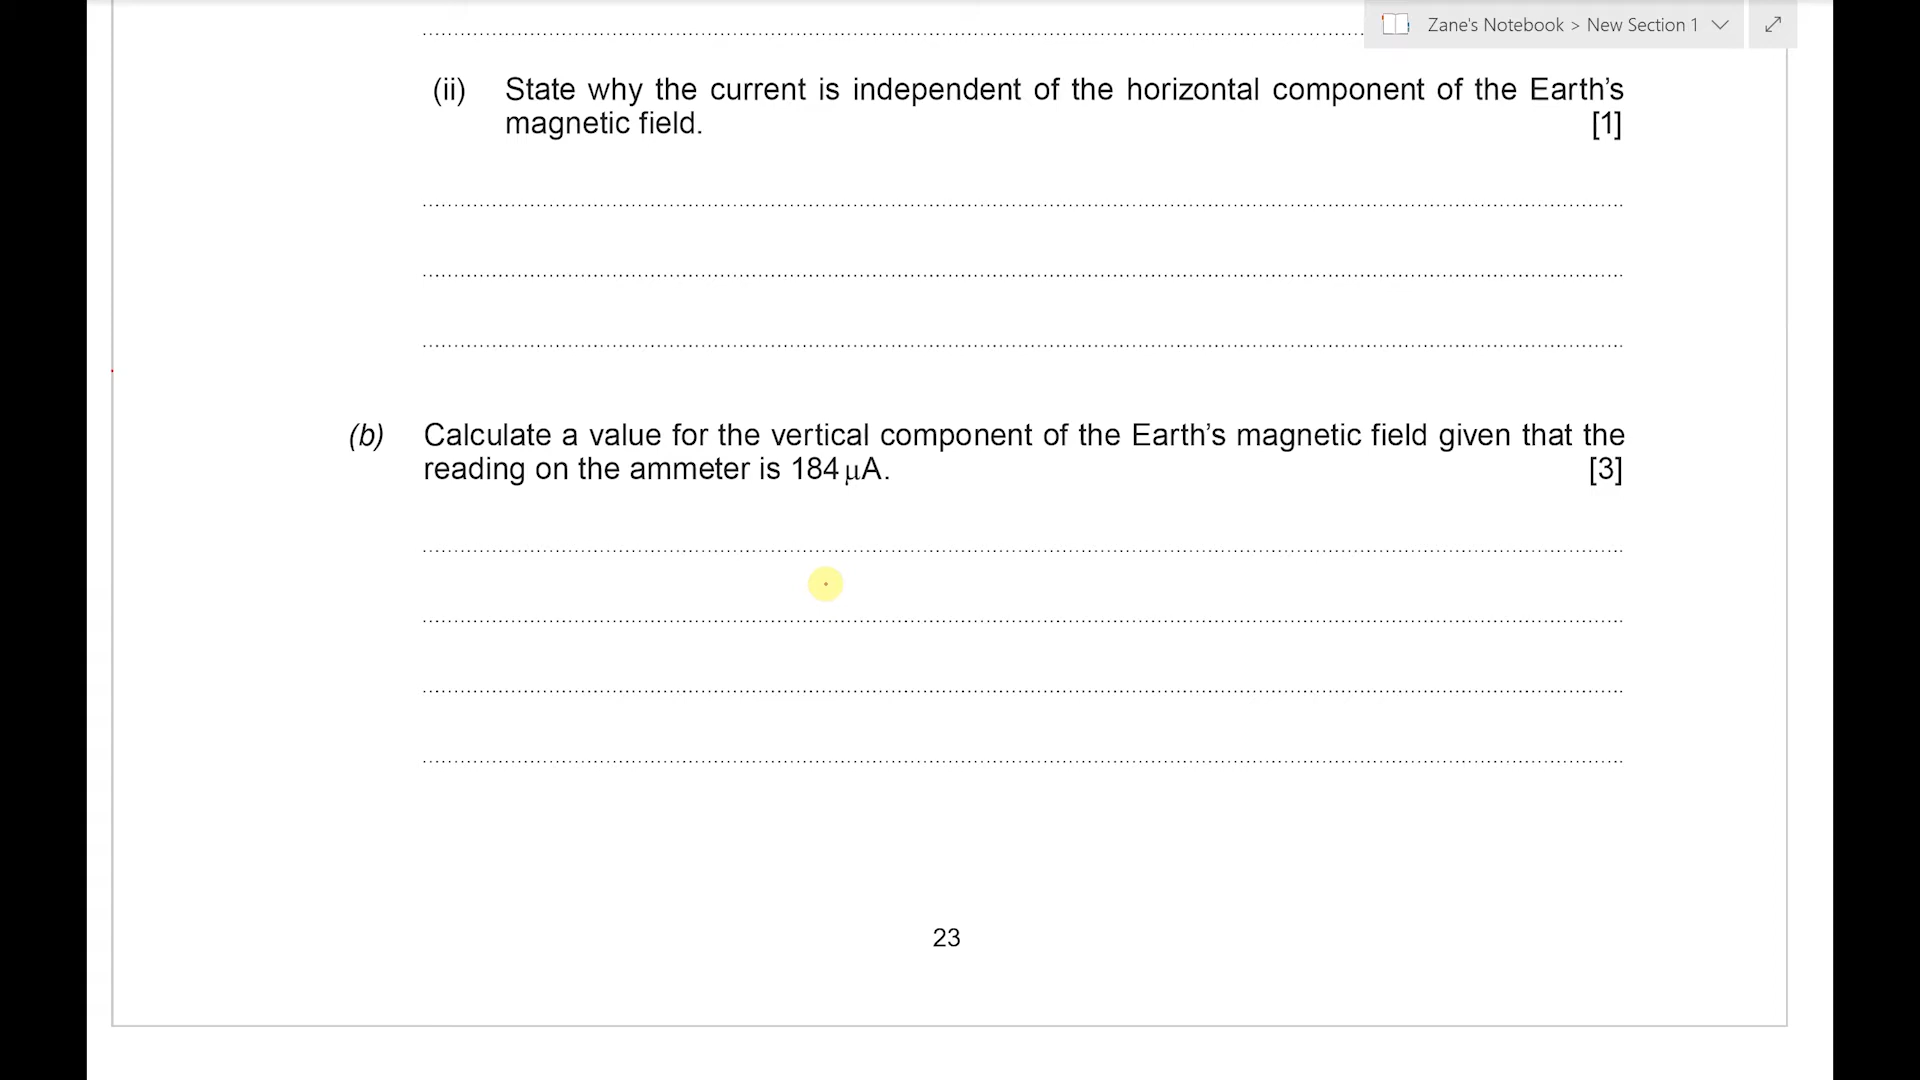 Zane's Notebook > New Section 1
(ii) State why the current is independent of the horizontal component of the Earth’s
magnetic field. [1]
(b) Calculate a value for the vertical component of the Earth’s magnetic field given that the
reading on the ammeter is 184 μA. [3]
23